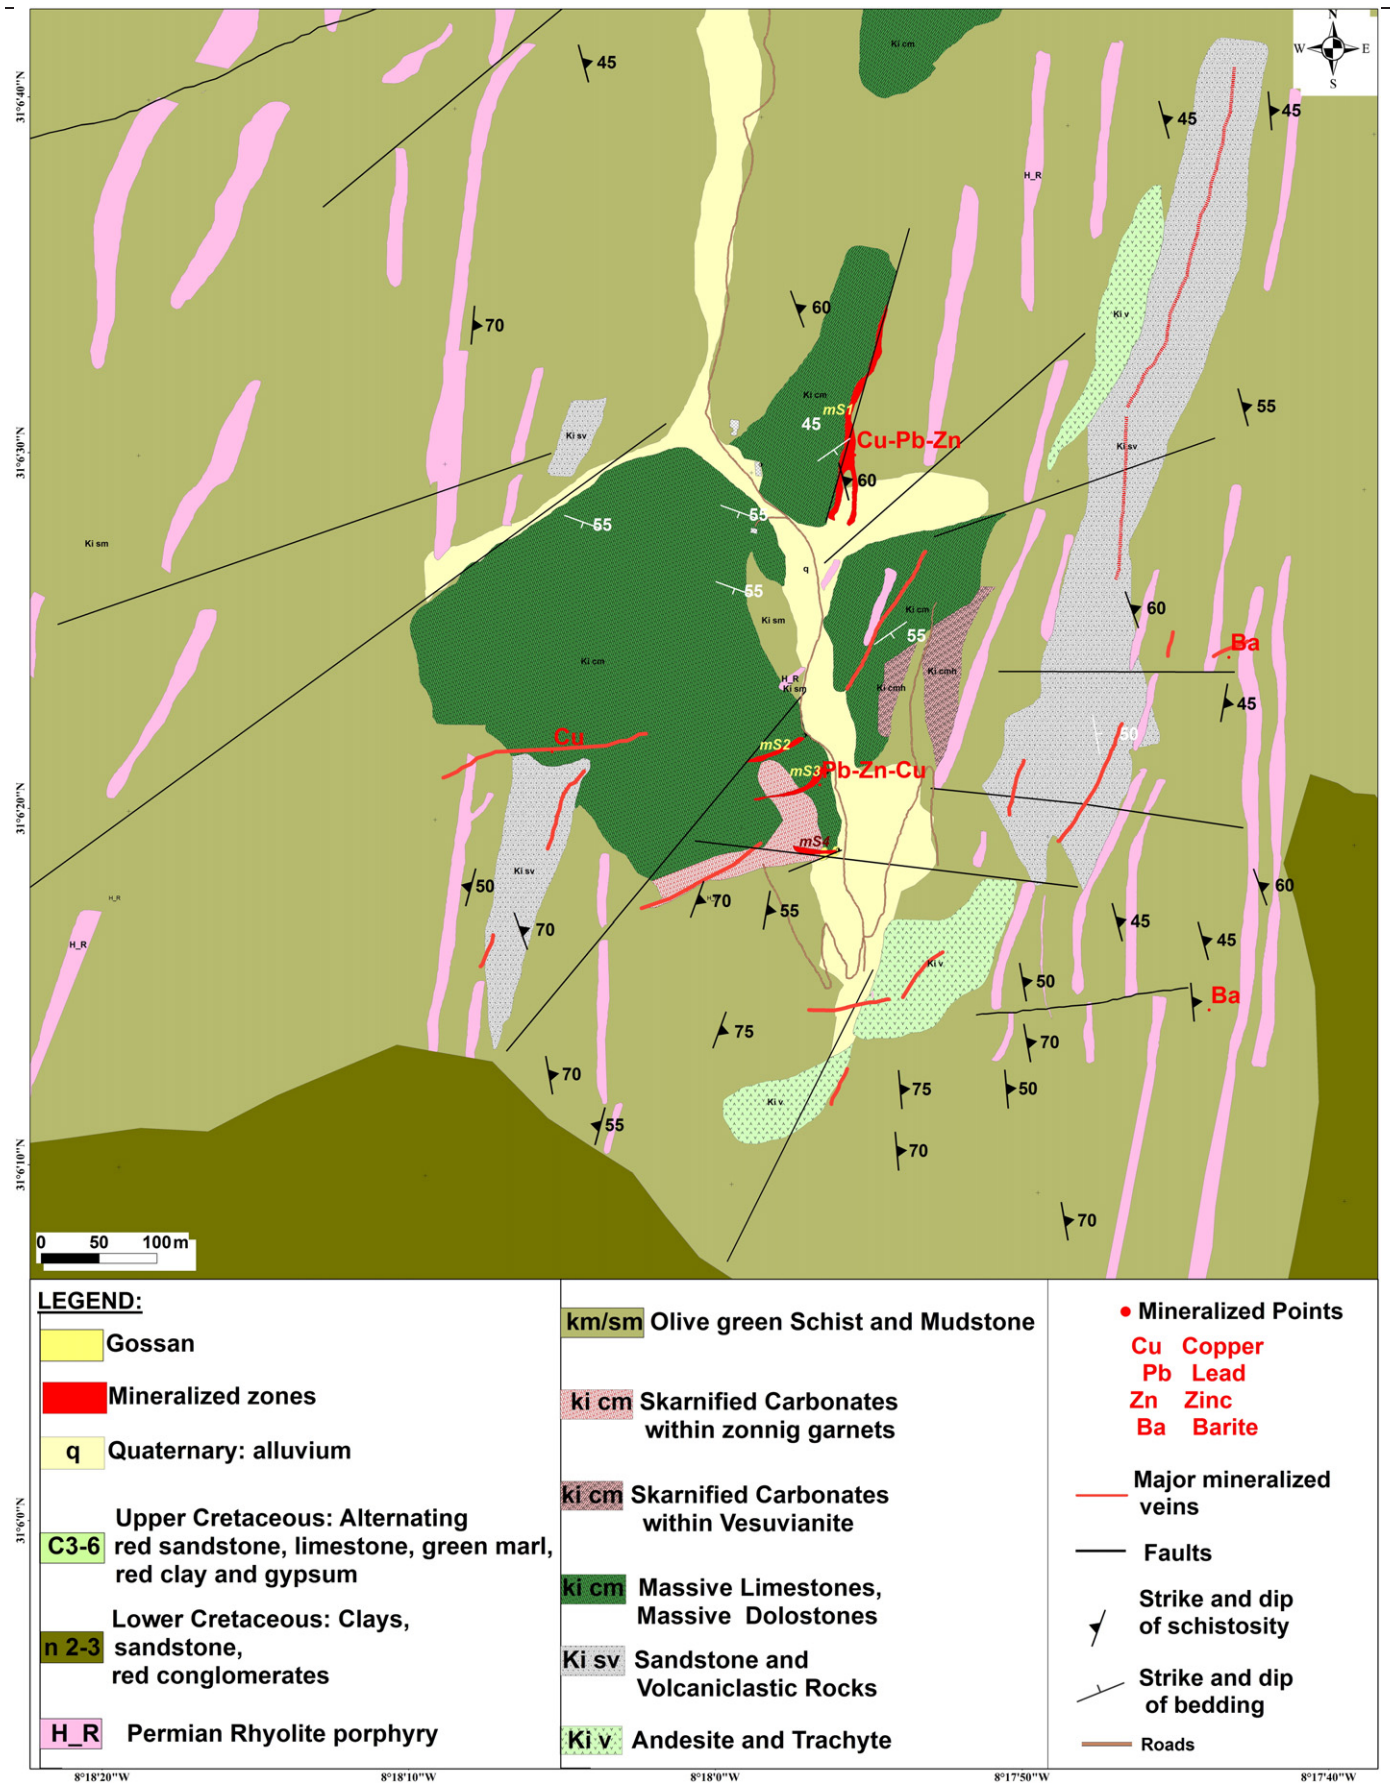 N
W E
S
Ki cm
45
31°6'40"N
45
45
H_R
60
70
Ki v
Ki cm
mS1
45
55
Cu-Pb-Zn
Ki sv
Ki sv
31°6'30"N
60
55
55
Ki sm
q
55
60
Ki cm
Ki sm
55
Ba
Ki cm
Ki cmh
H_R
Ki sm
Ki cmh
45
50
Cu
mS2
mS3
Pb-Zn-Cu
31°6'20"N
mS4
Ki sv
50
60
H_R
70
H_R
55
45
70
H_R
45
Ki v
50
Ba
75
70
70
75
50
Ki v
55
70
31°6'10"N
70
0 50 100 m
LEGEND:
Gossan
Mineralized zones
q Quaternary: alluvium
C3-6 Upper Cretaceous: Alternating
red sandstone, limestone, green marl,
red clay and gypsum
n 2-3 Lower Cretaceous: Clays,
sandstone,
red conglomerates
H_R Permian Rhyolite porphyry
km/sm Olive green Schist and Mudstone
ki cm Skarnified Carbonates
within zonnig garnets
ki cm Skarnified Carbonates
within Vesuvianite
ki cm Massive Limestones,
Massive Dolostones
Ki sv Sandstone and
Volcaniclastic Rocks
Ki v Andesite and Trachyte
Mineralized Points
Cu Copper
Pb Lead
Zn Zinc
Ba Barite
Major mineralized
veins
Faults
Strike and dip
of schistosity
Strike and dip
of bedding
Roads
31°6'0"N
8°18'20"W 8°18'10"W 8°18'0"W 8°17'50"W 8°17'40"W